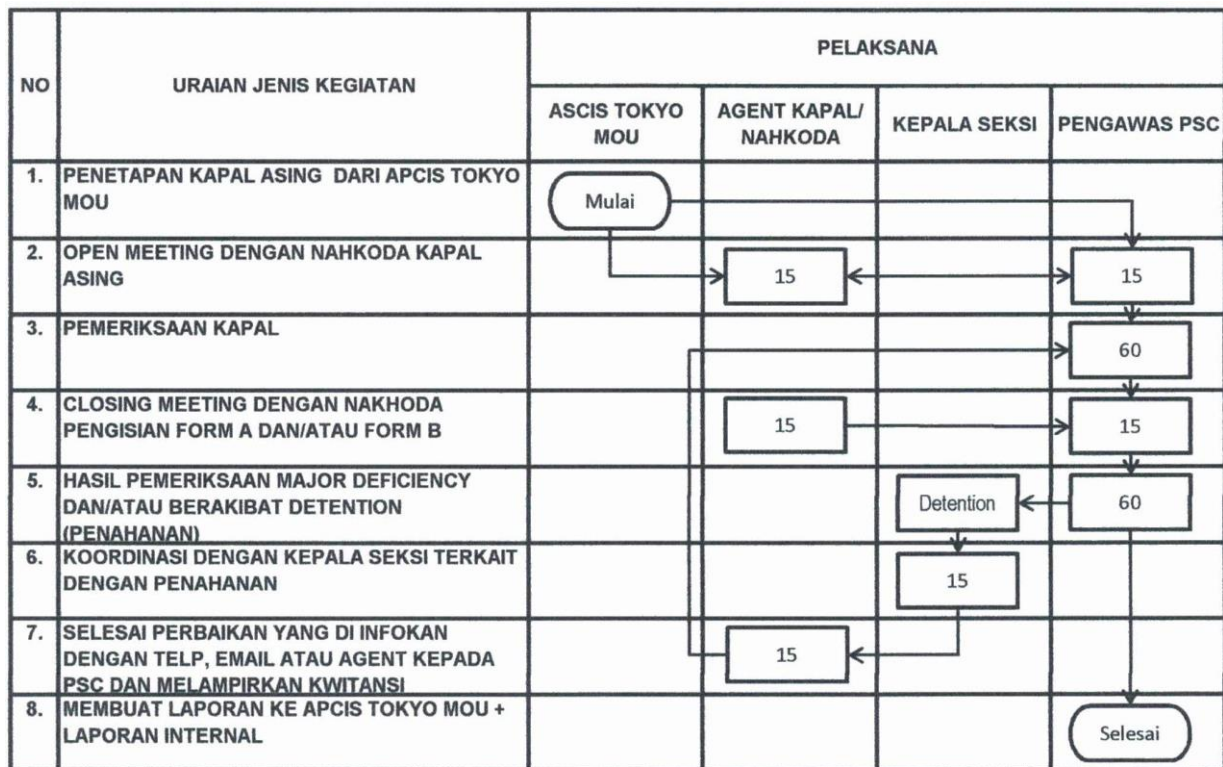 NO
URAIAN JENIS KEGIATAN
PELAKSANA
ASCIS TOKYO
MOU
AGENT KAPAL/
NAHKODA
KEPALA SEKSI
PENGAWAS PSC
1. PENETAPAN KAPAL ASING DARI APCIS TOKYO
MOU
Mulai
2. OPEN MEETING DENGAN NAHKODA KAPAL
ASING
15
15
3. PEMERIKSAAN KAPAL
60
4. CLOSING MEETING DENGAN NAKHODA
PENGISIAN FORM A DAN/ATAU FORM B
15
15
5. HASIL PEMERIKSAAN MAJOR DEFICIENCY
DAN/ATAU BERAKIBAT DETENTION
(PENAHANAN)
Detention
60
6. KOORDINASI DENGAN KEPALA SEKSI TERKAIT
DENGAN PENAHANAN
15
7. SELESAI PERBAIKAN YANG DI INFOKAN
DENGAN TELP, EMAIL ATAU AGENT KEPADA
PSC DAN MELAMPIRKAN KWITANSI
15
8. MEMBUAT LAPORAN KE APCIS TOKYO MOU +
LAPORAN INTERNAL
Selesai